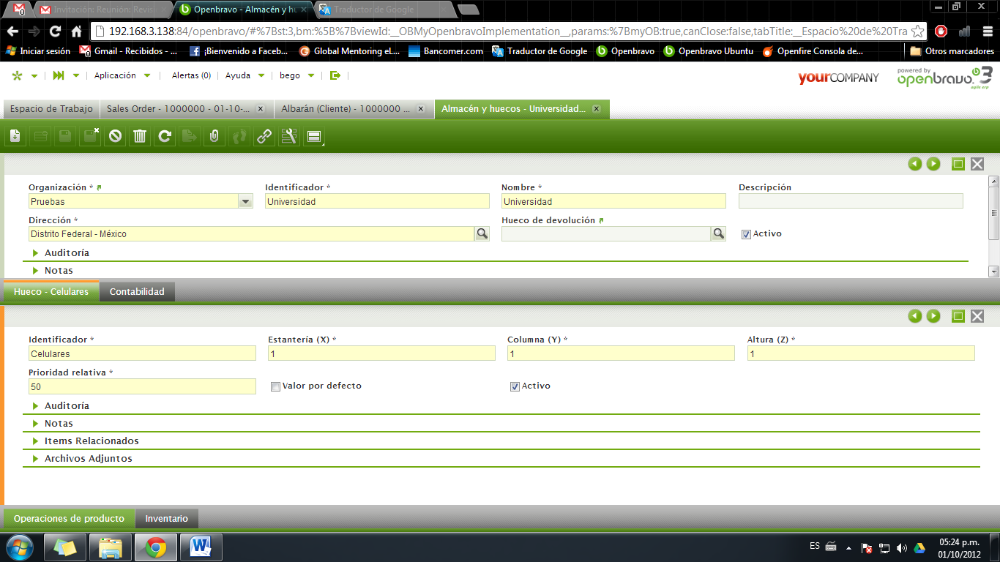 0
Invitación: Reunión: Revis
Openbravo - Almacén y hu
Traductor de Google
192.168.3.138:84/openbravo/#%7Bst:3,bm:%5B%7BviewId:__OBMyOpenbravoImplementation__,params:%7BmyOB:true,canClose:false,tabTitle:__Espacio%20de%20Tra
Iniciar sesión
Gmail - Recibidos - ...
¡Bienvenido a Faceb...
Global Mentoring eL...
Bancomer.com
Traductor de Google
Openbravo
Openbravo Ubuntu
Openfire Consola de...
Otros marcadores
Aplicación
Alertas (0)
Ayuda
bego
yourCOMPANY
powered by
openbravo 3
agile erp
Espacio de Trabajo
Sales Order - 1000000 - 01-10-...
Albarán (Cliente) - 1000000 ...
Almacén y huecos - Universidad...
Organización *
Identificador *
Nombre *
Descripción
Pruebas
Universidad
Universidad
Dirección *
Hueco de devolución
Distrito Federal - México
Activo
Auditoría
Notas
Hueco - Celulares
Contabilidad
Identificador *
Estantería (X) *
Columna (Y) *
Altura (Z) *
Celulares
1
1
1
Prioridad relativa *
50
Valor por defecto
Activo
Auditoría
Notas
Items Relacionados
Archivos Adjuntos
Operaciones de producto
Inventario
ES
05:24 p.m.
01/10/2012